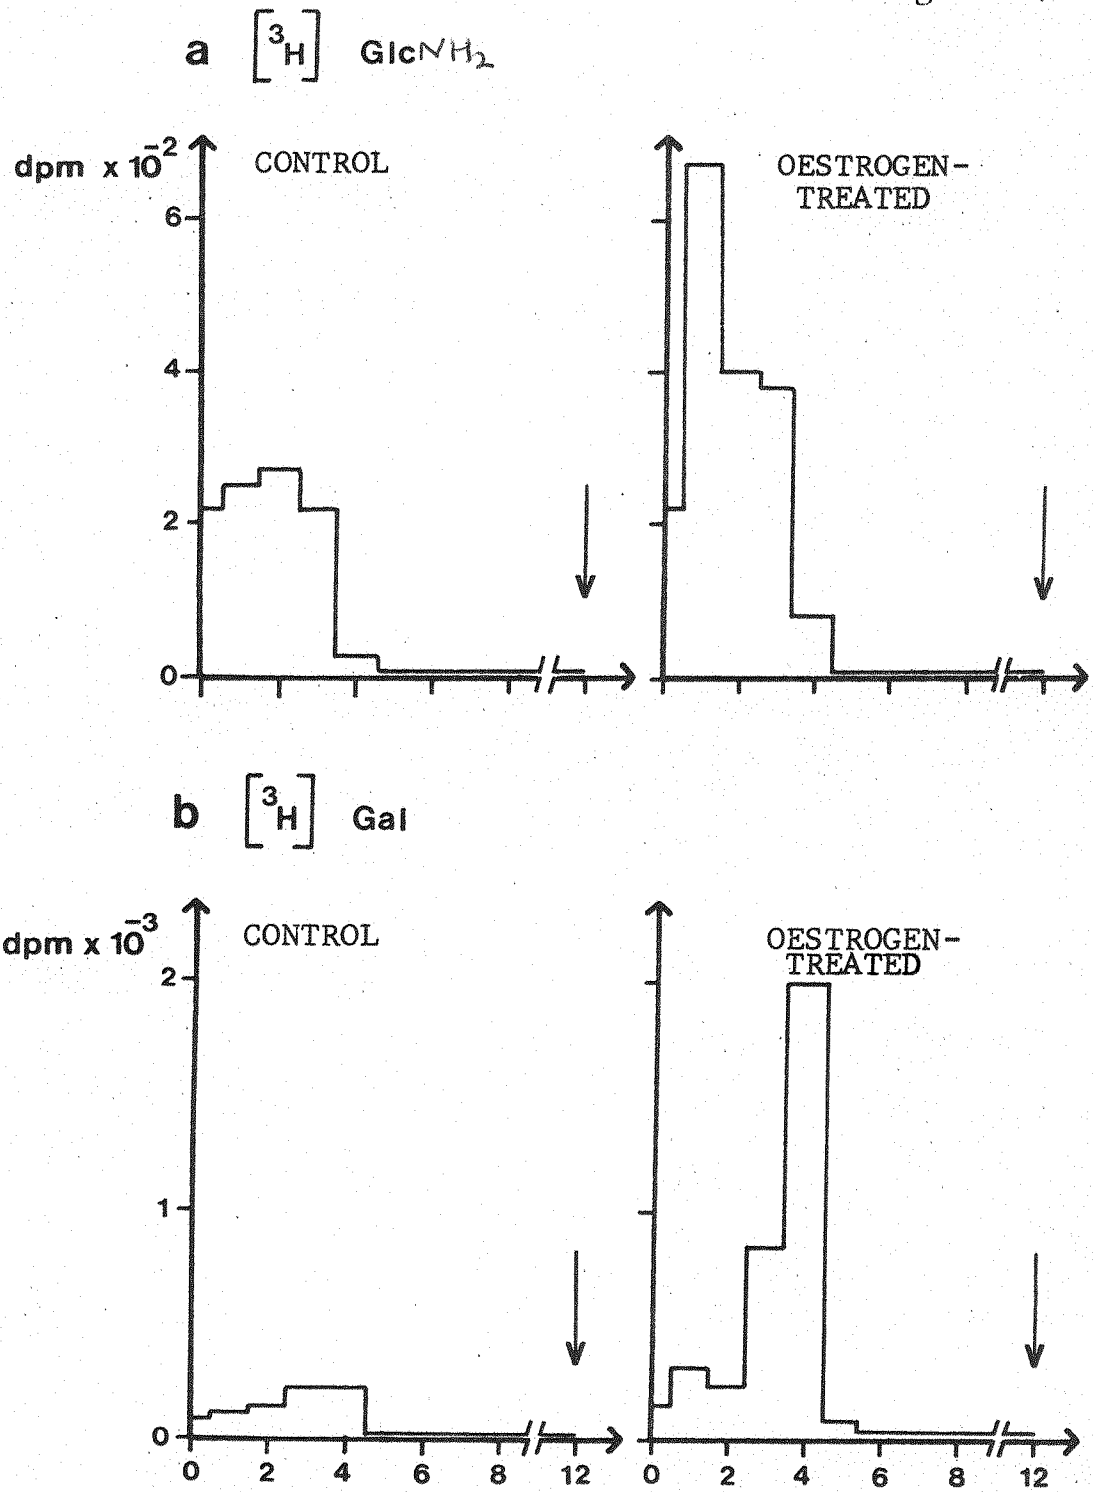 a [³H] GlcNH₂
dpm x 10⁻²
CONTROL
OESTROGEN-
TREATED
6
4
2
0
b [³H] Gal
dpm x 10⁻³
CONTROL
OESTROGEN-
TREATED
2
1
0
0 2 4 6 8 12
0 2 4 6 8 12